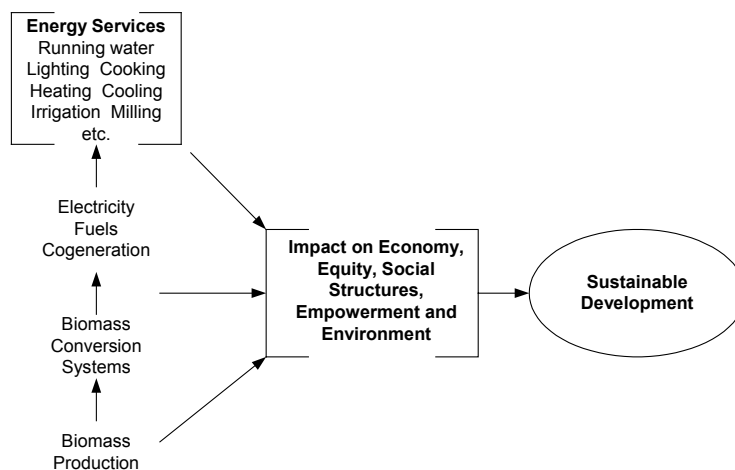 Energy Services
Running water
Lighting Cooking
Heating Cooling
Irrigation Milling
etc.
Electricity
Fuels
Cogeneration
Biomass
Conversion
Systems
Biomass
Production
Impact on Economy,
Equity, Social
Structures,
Empowerment and
Environment
Sustainable
Development